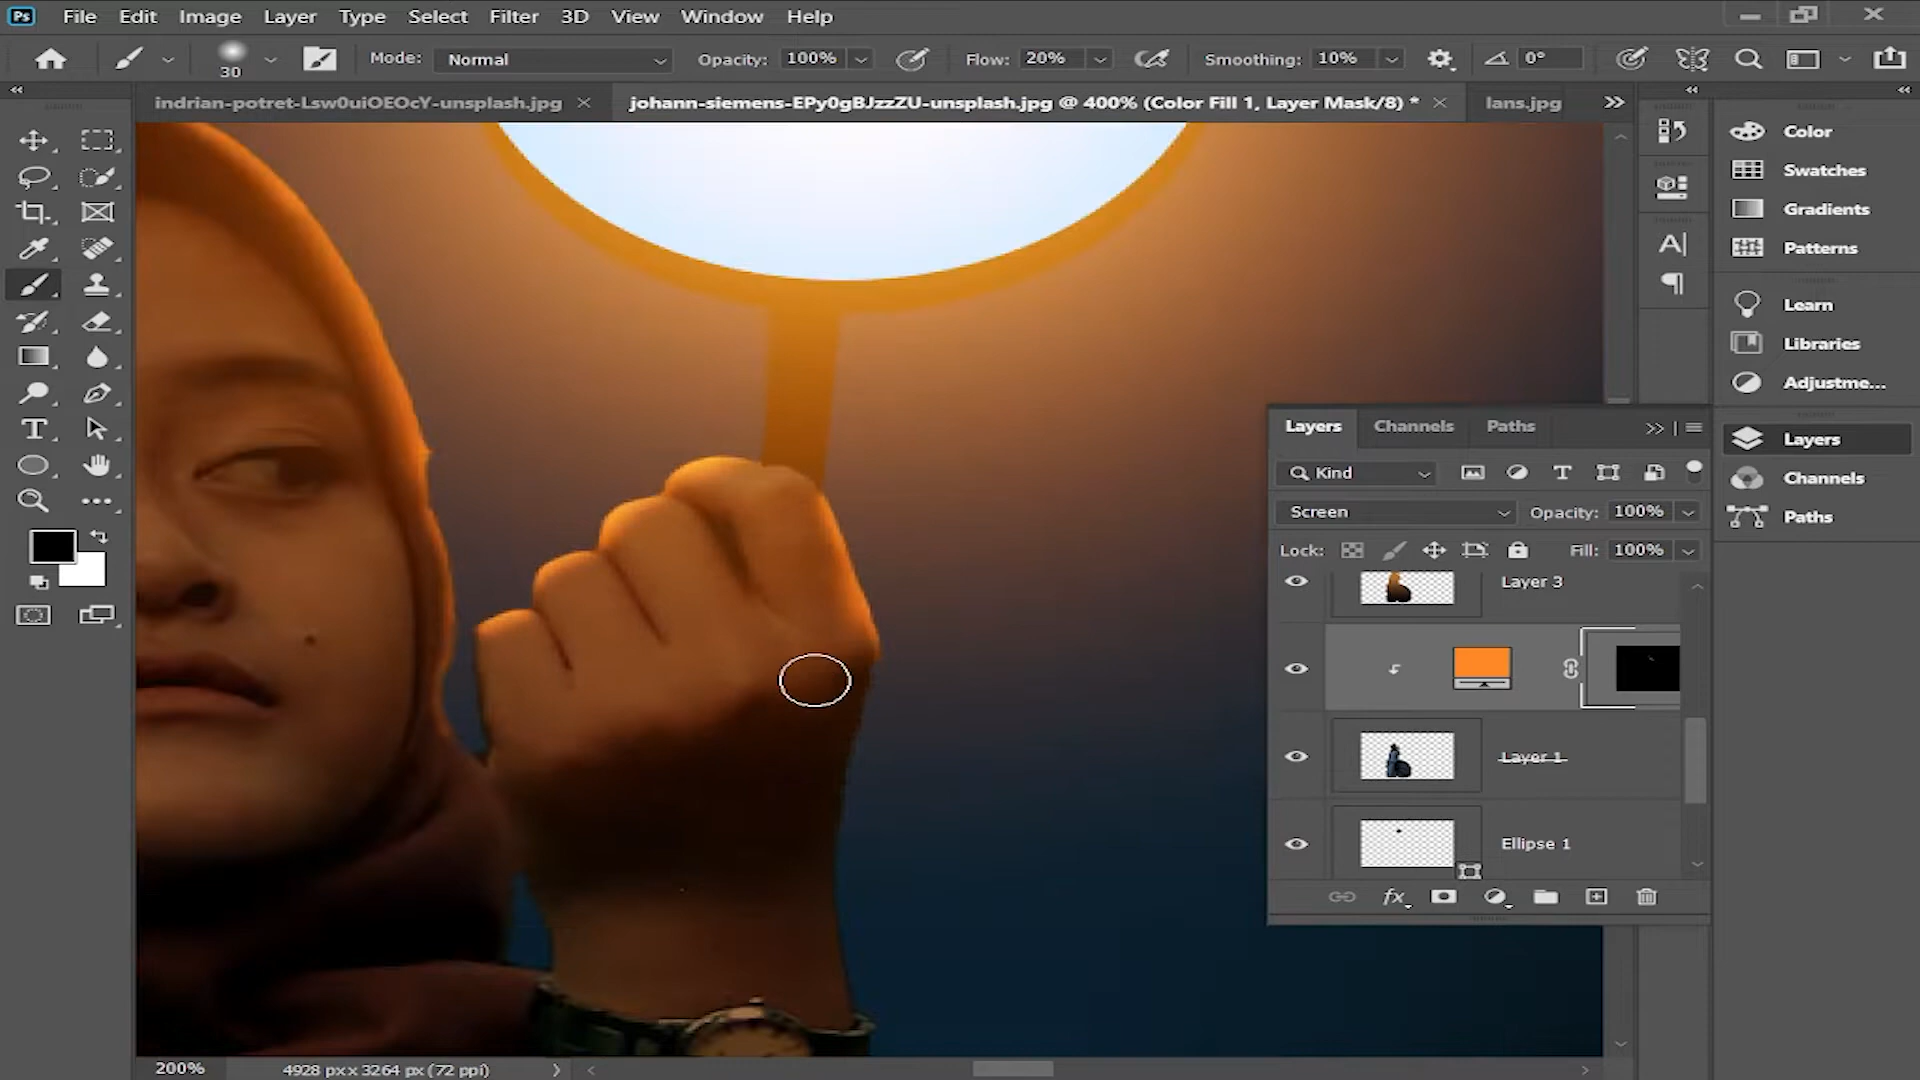 Ps File Edit Image Layer Type Select Filter 3D View Window Help
30 Mode: Normal Opacity: 100% Flow: 20% Smoothing: 10% 0°
indrian-potret-Lsw0uiOEOcY-unsplash.jpg johann-siemens-EPy0gBJzzZU-unsplash.jpg @ 400% (Color Fill 1, Layer Mask/8) * lans.jpg
Color
Swatches
Gradients
Patterns
Learn
Libraries
Adjustme...
Layers
Channels
Paths
Layers Channels Paths
Kind
Screen Opacity: 100%
Lock: Fill: 100%
Layer 3
Layer 1
Ellipse 1
fx
200% 4928 px x 3264 px (72 ppi)